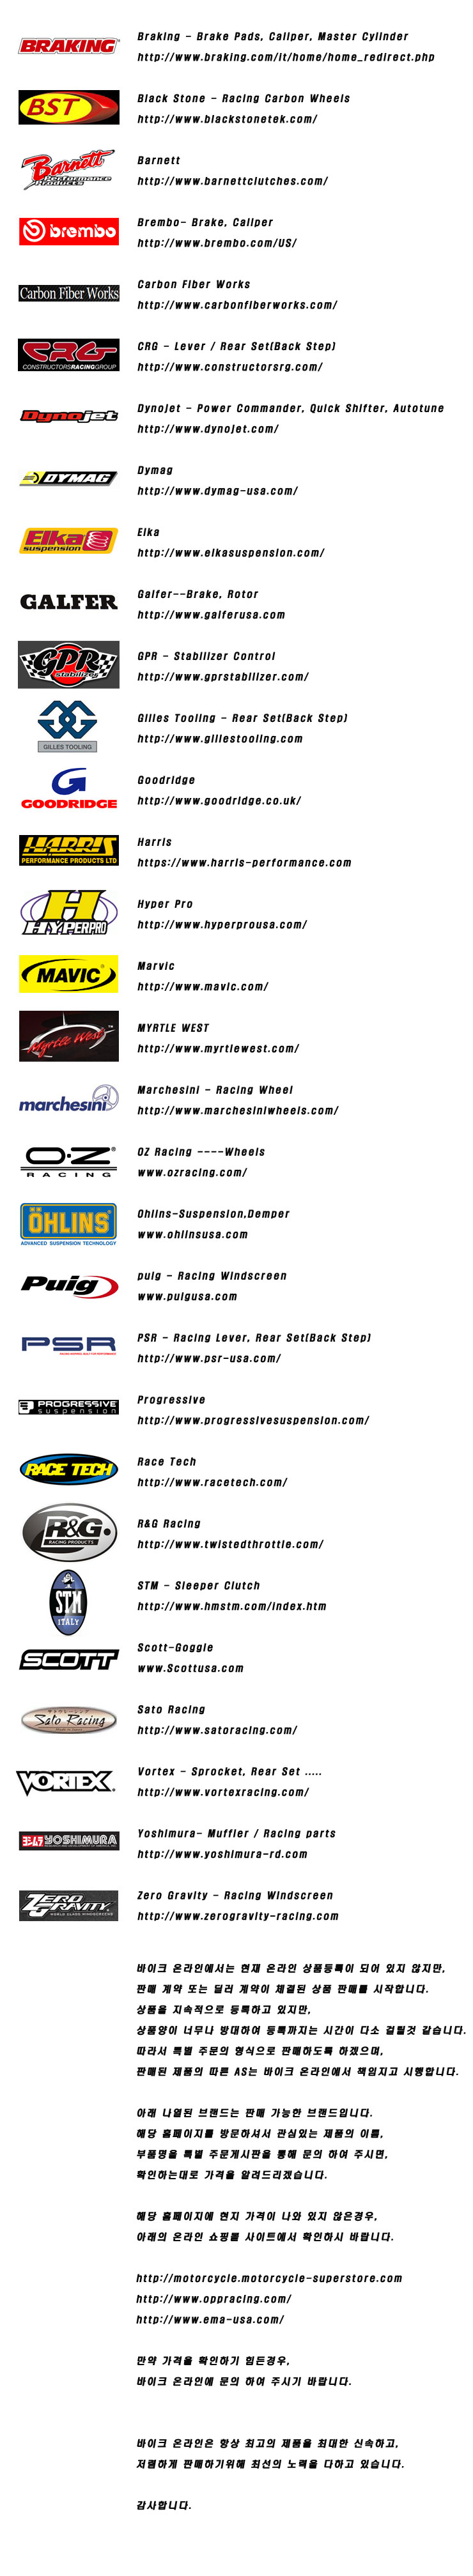 BRAKING
Braking - Brake Pads, Caliper, Master Cylinder
http://www.braking.com/it/home/home_redirect.php
BST
Black Stone - Racing Carbon Wheels
http://www.blackstonetek.com/
Barnett
Performance
Products
Barnett
http://www.barnettclutches.com/
brembo
Brembo- Brake, Caliper
http://www.brembo.com/US/
Carbon Fiber Works
Carbon Fiber Works
http://www.carbonfiberworks.com/
CRG
CONSTRUCTORS RACING GROUP
CRG - Lever / Rear Set(Back Step)
http://www.constructorsrg.com/
Dynojet
Dynojet - Power Commander, Quick Shifter, Autotune
http://www.dynojet.com/
DYMAG
Dymag
http://www.dymag-usa.com/
Elka
suspension
Elka
http://www.elkasuspension.com/
GALFER
Galfer--Brake, Rotor
http://www.galferusa.com
GPR
stabilizer
GPR - Stabilizer Control
http://www.gprstabilizer.com/
GILLES TOOLING
Gilles Tooling - Rear Set(Back Step)
http://www.gillestooling.com
GOODRIDGE
Goodridge
http://www.goodridge.co.uk/
HARRIS
PERFORMANCE PRODUCTS LTD
Harris
https://www.harris-performance.com
H
HYPERPRO
Hyper Pro
http://www.hyperprousa.com/
MAVIC®
Marvic
http://www.mavic.com/
Myrtle West™
MYRTLE WEST
http://www.myrtlewest.com/
marchesini
Marchesini - Racing Wheel
http://www.marchesiniwheels.com/
O·Z®
RACING
OZ Racing ----Wheels
www.ozracing.com/
ÖHLINS
ADVANCED SUSPENSION TECHNOLOGY
Ohlins-Suspension,Demper
www.ohlinsusa.com
Puig
puig - Racing Windscreen
www.puigusa.com
PSR
PSR - Racing Lever, Rear Set(Back Step)
http://www.psr-usa.com/
PROGRESSIVE
suspension
Progressive
http://www.progressivesuspension.com/
RACE TECH
Race Tech
http://www.racetech.com/
R&G
RACING PRODUCTS
R&G Racing
http://www.twistedthrottle.com/
STM
ITALY
STM - Sleeper Clutch
http://www.hmstm.com/index.htm
SCOTT
Scott-Goggle
www.Scottusa.com
Sato Racing
Sato Racing
http://www.satoracing.com/
VORTEX®
Vortex - Sprocket, Rear Set .....
http://www.vortexracing.com/
ヨシムラ YOSHIMURA
Yoshimura- Muffler / Racing parts
http://www.yoshimura-rd.com
ZERO GRAVITY
Zero Gravity - Racing Windscreen
http://www.zerogravity-racing.com
바이크 온라인에서는 현재 온라인 상품등록이 되어 있지 않지만,
판매 계약 또는 딜러 계약이 체결된 상품 판매를 시작합니다.
상품을 지속적으로 등록하고 있지만,
상품양이 너무나 방대하여 등록까지는 시간이 다소 걸릴것 같습니다.
따라서 특별 주문의 형식으로 판매하도록 하겠으며,
판매된 제품의 따른 AS는 바이크 온라인에서 책임지고 시행합니다.
아래 나열된 브랜드는 판매 가능한 브랜드입니다.
해당 홈페이지를 방문하셔서 관심있는 제품의 이름,
부품명을 특별 주문게시판을 통해 문의 하여 주시면,
확인하는대로 가격을 알려드리겠습니다.
해당 홈페이지에 현지 가격이 나와 있지 않은경우,
아래의 온라인 쇼핑몰 사이트에서 확인하시 바랍니다.
http://motorcycle.motorcycle-superstore.com
http://www.oppracing.com/
http://www.ema-usa.com/
만약 가격을 확인하기 힘든경우,
바이크 온라인에 문의 하여 주시기 바랍니다.
바이크 온라인은 항상 최고의 제품을 최대한 신속하고,
저렴하게 판매하기위해 최선의 노력을 다하고 있습니다.
감사합니다.